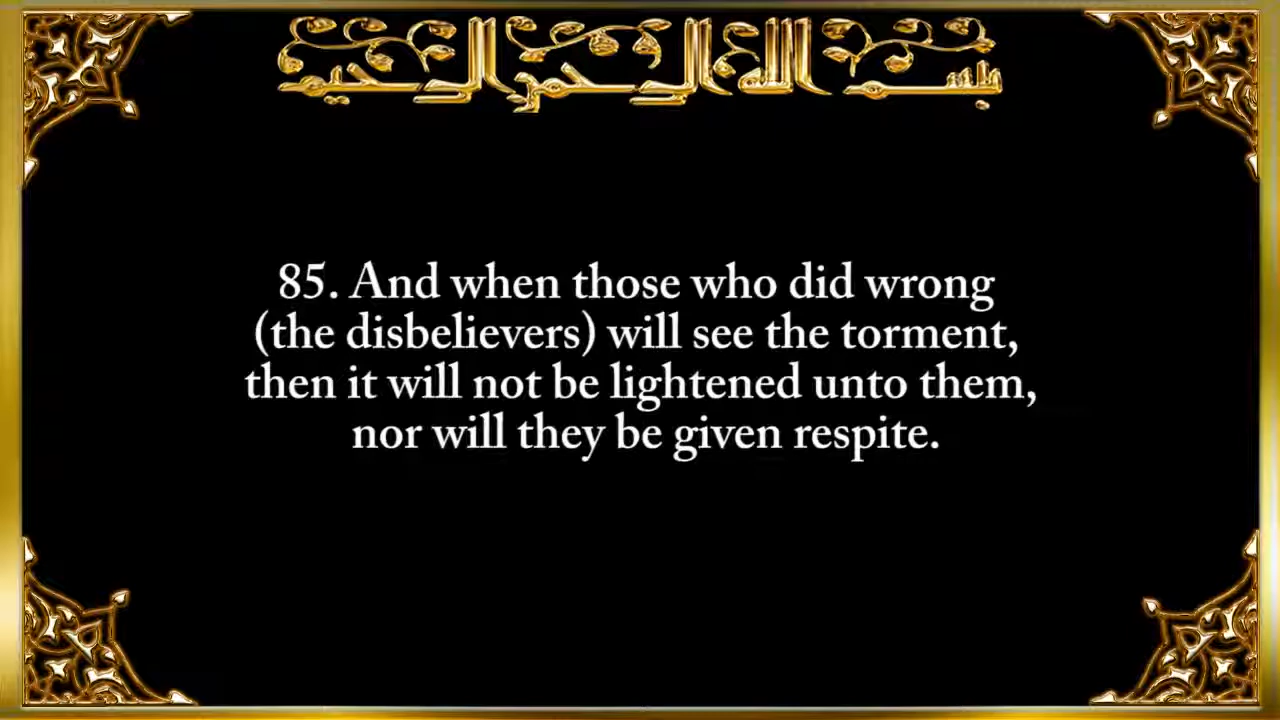 بسم الله الرحمن الرحيم
85. And when those who did wrong
(the disbelievers) will see the torment,
then it will not be lightened unto them,
nor will they be given respite.